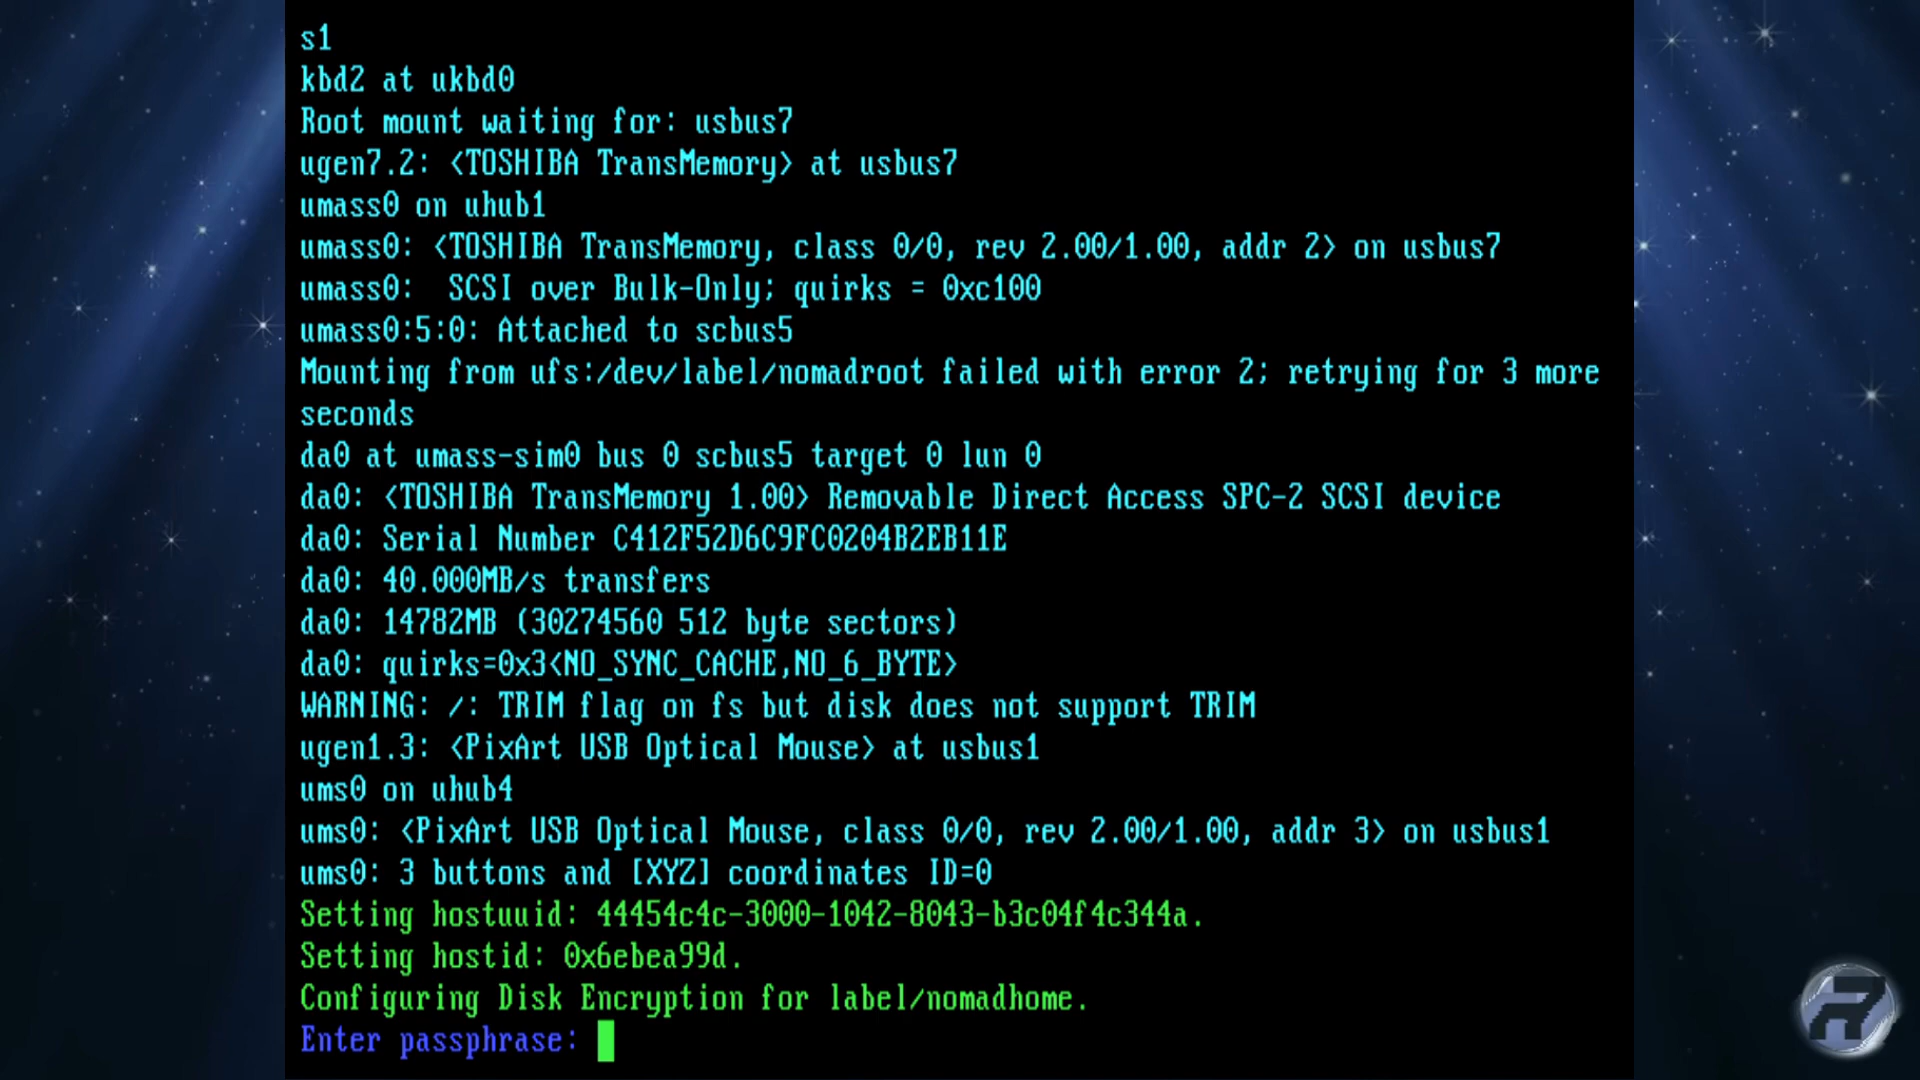 s1
kbd2 at ukbd0
Root mount waiting for: usbus7
ugen7.2: <TOSHIBA TransMemory> at usbus7
umass0 on uhub1
umass0: <TOSHIBA TransMemory, class 0/0, rev 2.00/1.00, addr 2> on usbus7
umass0:  SCSI over Bulk-Only; quirks = 0xc100
umass0:5:0: Attached to scbus5
Mounting from ufs:/dev/label/nomadroot failed with error 2; retrying for 3 more
seconds
da0 at umass-sim0 bus 0 scbus5 target 0 lun 0
da0: <TOSHIBA TransMemory 1.00> Removable Direct Access SPC-2 SCSI device
da0: Serial Number C412F52D6C9FC0204B2EB11E
da0: 40.000MB/s transfers
da0: 14782MB (30274560 512 byte sectors)
da0: quirks=0x3<NO_SYNC_CACHE,NO_6_BYTE>
WARNING: /: TRIM flag on fs but disk does not support TRIM
ugen1.3: <PixArt USB Optical Mouse> at usbus1
ums0 on uhub4
ums0: <PixArt USB Optical Mouse, class 0/0, rev 2.00/1.00, addr 3> on usbus1
ums0: 3 buttons and [XYZ] coordinates ID=0
Setting hostuuid: 44454c4c-3000-1042-8043-b3c04f4c344a.
Setting hostid: 0x6ebea99d.
Configuring Disk Encryption for label/nomadhome.
Enter passphrase: